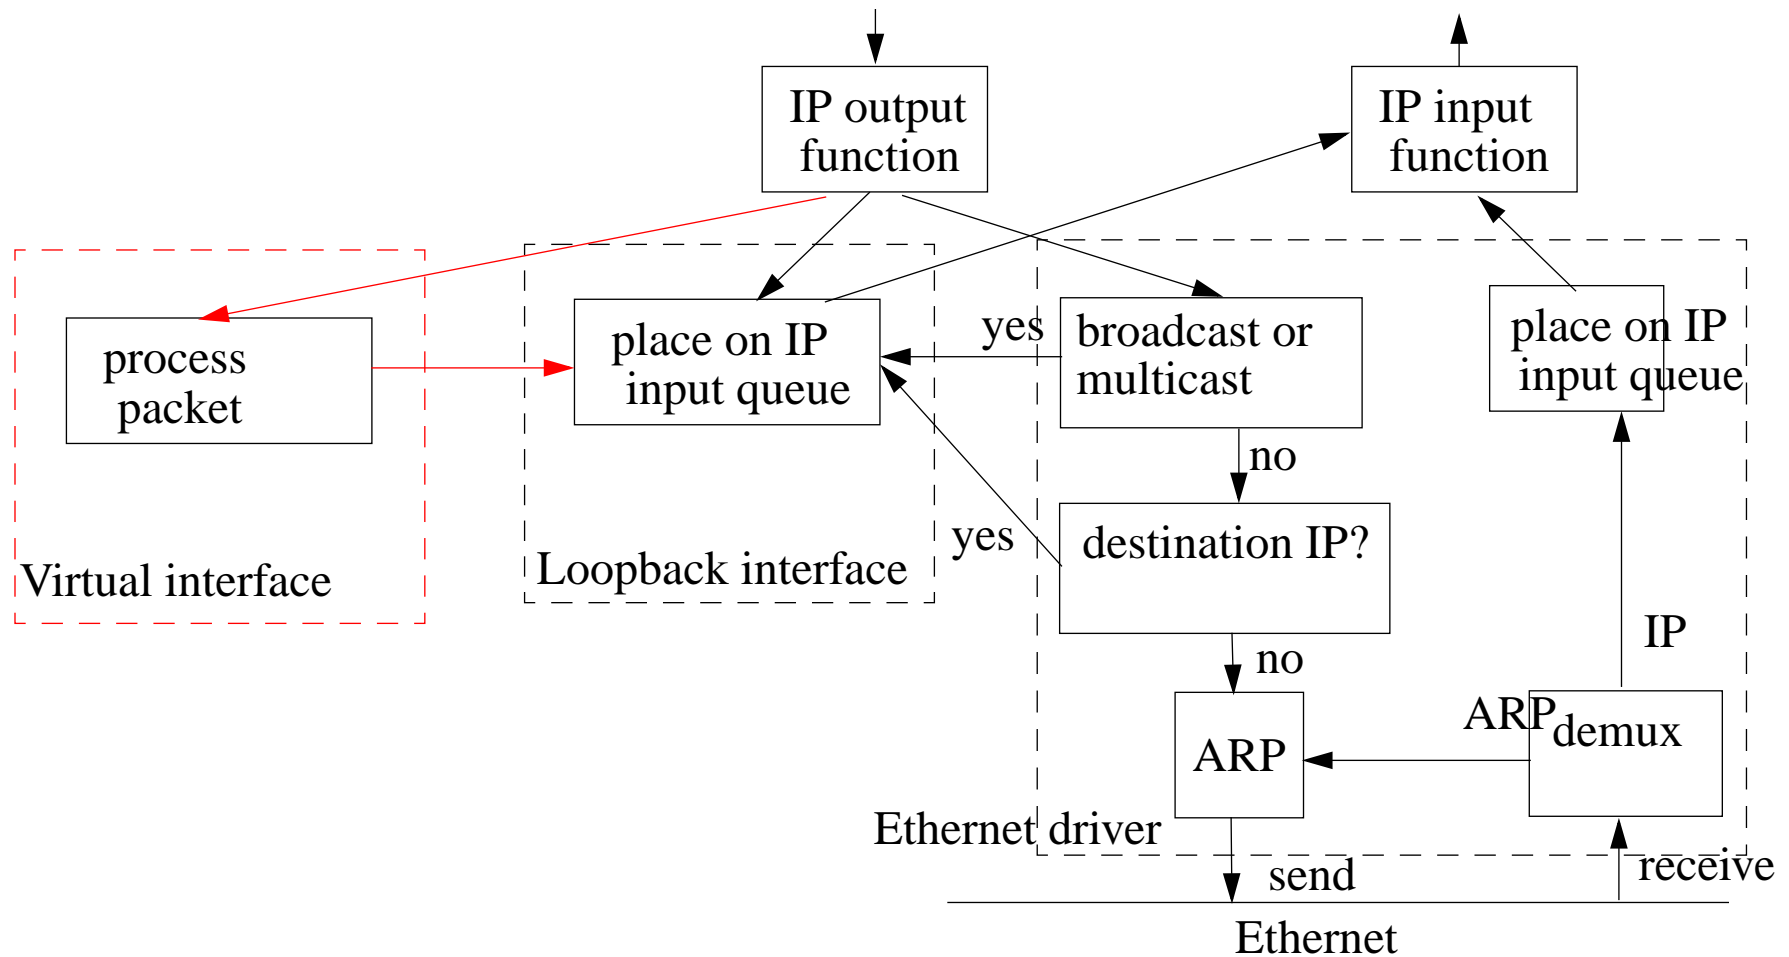 IP output
function
IP input
function
process
packet
place on IP
input queue
yes
broadcast or
multicast
place on IP
input queue
no
yes
destination IP?
Virtual interface
Loopback interface
no
IP
ARP
demux
ARP
Ethernet driver
send
receive
Ethernet